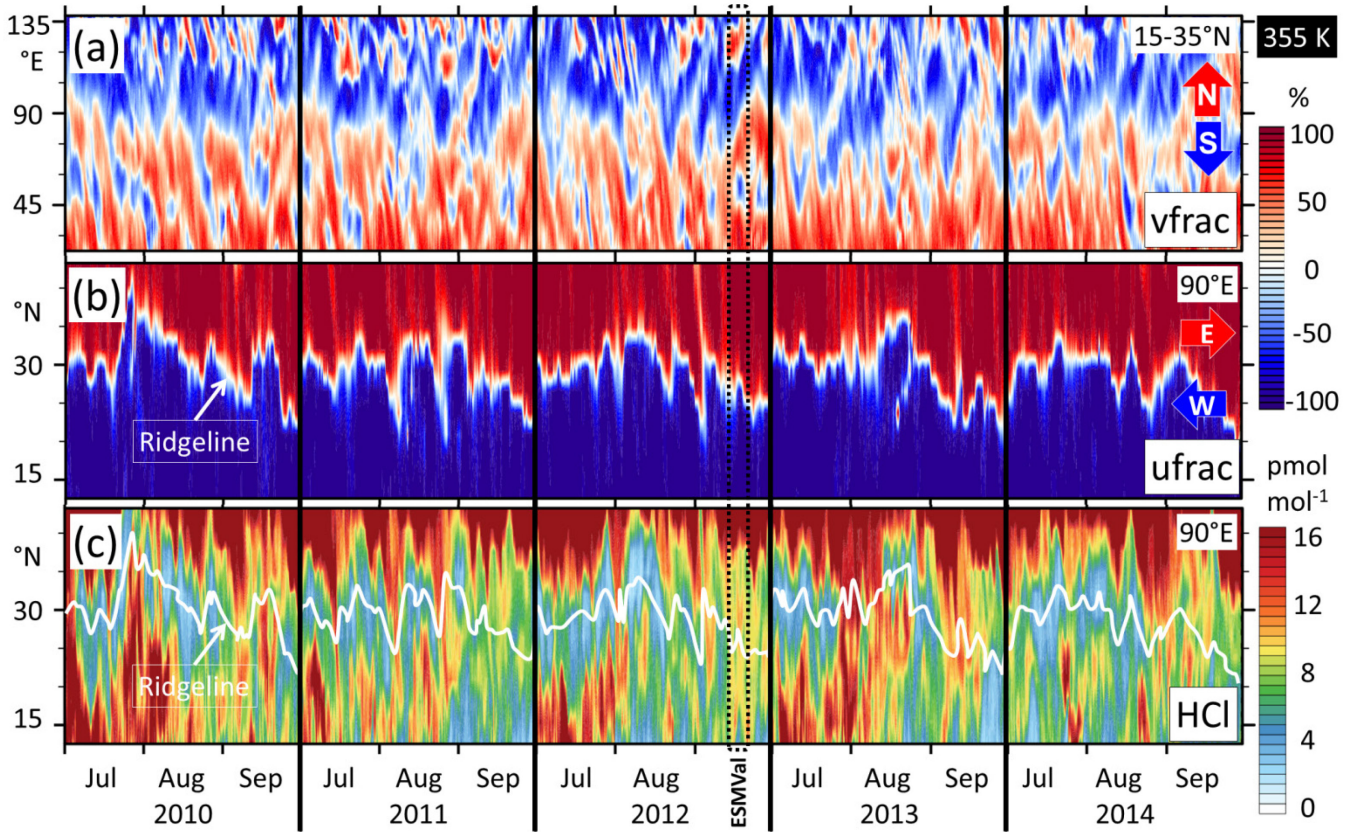 135
°E
90
45
(a)
15-35°N
N
S
vfrac
355 K
%
100
50
0
-50
-100
°N
30
15
(b)
Ridgeline
90°E
E
W
ufrac
pmol
mol-1
°N
30
15
(c)
Ridgeline
90°E
HCl
16
12
8
4
0
Jul Aug Sep Jul Aug Sep Jul Aug Sep Jul Aug Sep Jul Aug Sep
ESMVal
2010 2011 2012 2013 2014